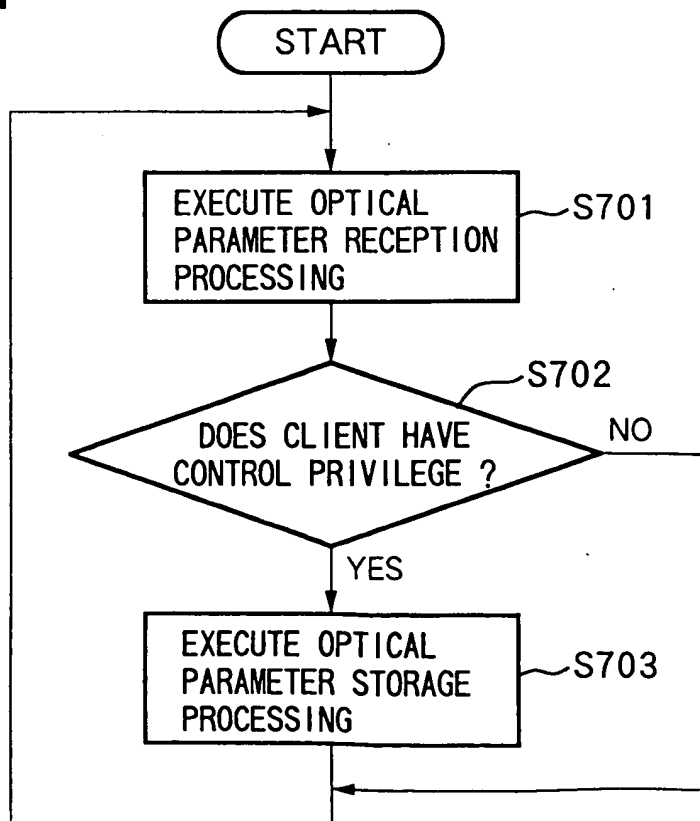 START
EXECUTE OPTICAL
PARAMETER RECEPTION
PROCESSING
S701
S702
DOES CLIENT HAVE
CONTROL PRIVILEGE ?
NO
YES
EXECUTE OPTICAL
PARAMETER STORAGE
PROCESSING
S703